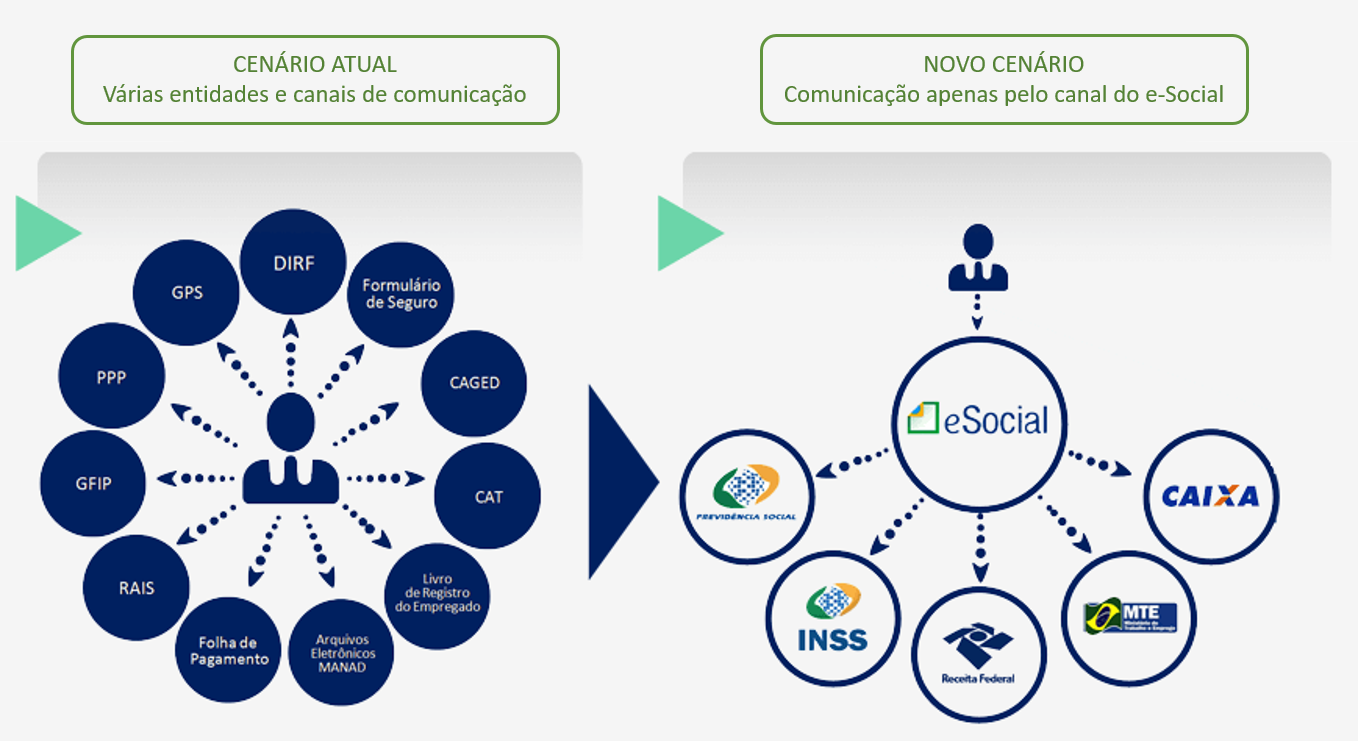 CENÁRIO ATUAL
Várias entidades e canais de comunicação
DIRF
GPS
Formulário
de Seguro
PPP
CAGED
GFIP
CAT
RAIS
Livro
de Registro
do Empregado
Folha de
Pagamento
Arquivos
Eletrônicos
MANAD
NOVO CENÁRIO
Comunicação apenas pelo canal do e-Social
eSocial
PREVIDÊNCIA SOCIAL
CAIXA
INSS
MTE
Ministério do
Trabalho e Emprego
Receita Federal